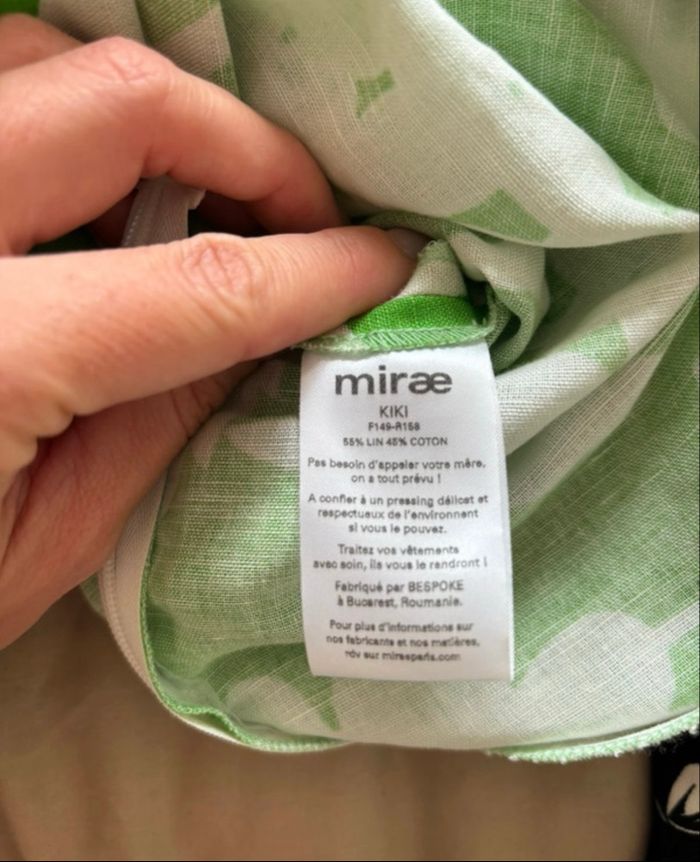 miræ
KIKI
F149-R158
55% LIN 45% COTON
Pas besoin d'appeler votre mère,
on a tout prévu !
A confier à un pressing délicat et
respectueux de l'environnement
si vous le pouvez.
Traitez vos vêtements
avec soin, ils vous le rendront !
Fabriqué par BESPOKE
à Bucarest, Roumanie.
Pour plus d'informations sur
nos fabricants et nos matières,
rdv sur miraeparis.com